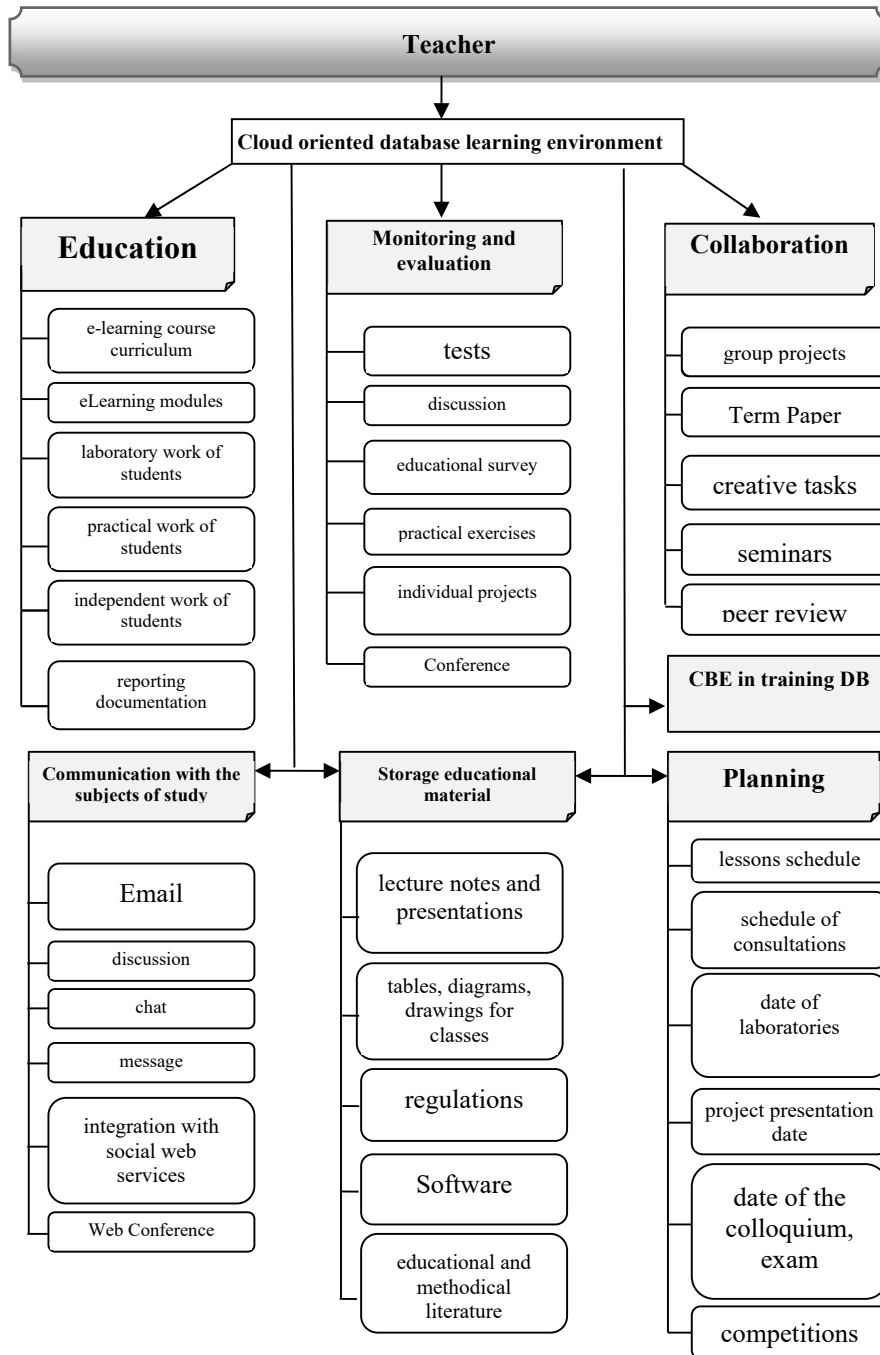 Teacher
Cloud oriented database learning environment
Education
e-learning course
curriculum
eLearning modules
laboratory work of
students
practical work of
students
independent work of
students
reporting
documentation
Monitoring and
evaluation
tests
discussion
educational survey
practical exercises
individual projects
Conference
Collaboration
group projects
Term Paper
creative tasks
seminars
peer review
CBE in training DB
Communication with the
subjects of study
Email
discussion
chat
message
integration with
social web
services
Web Conference
Storage educational
material
lecture notes and
presentations
tables, diagrams,
drawings for
classes
regulations
Software
educational and
methodical
literature
Planning
lessons schedule
schedule of
consultations
date of
laboratories
project presentation
date
date of the
colloquium,
exam
competitions